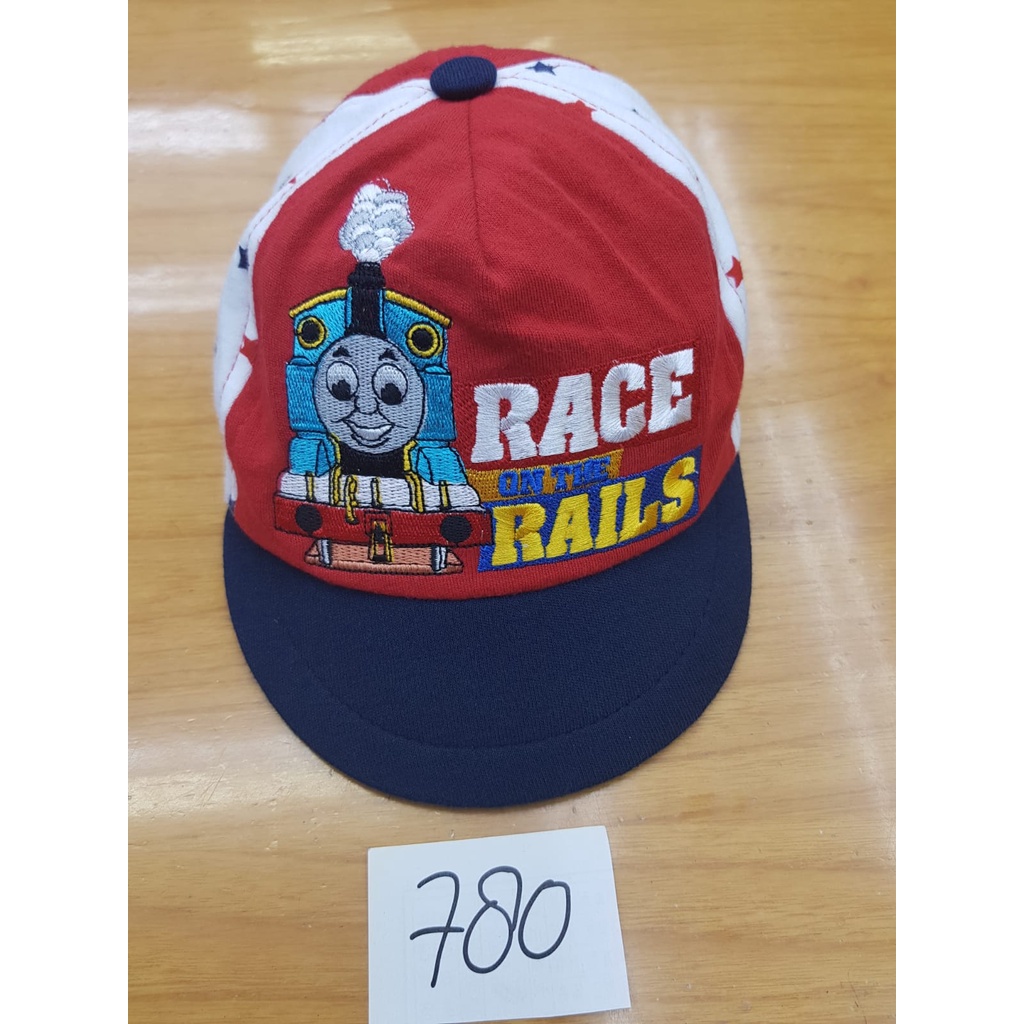 RACE
ON THE
RAILS
780